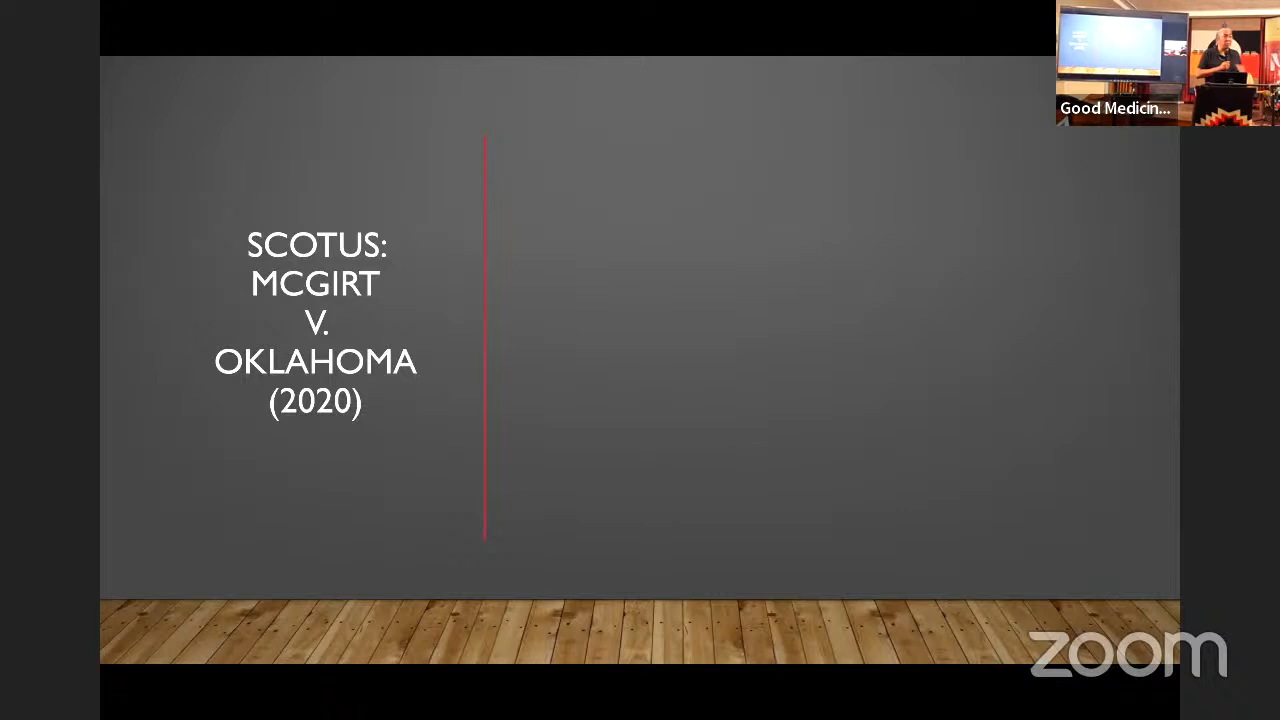 SCOTUS:
MCGIRT
V.
OKLAHOMA
(2020)
Good Medicin...
zoom